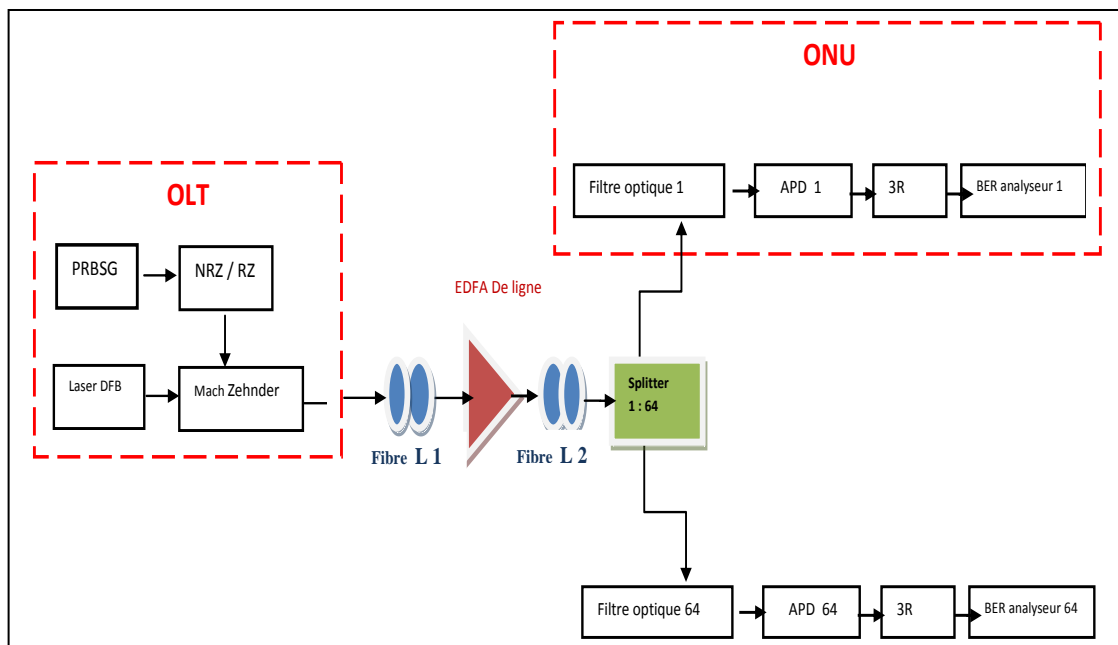 ONU
Filtre optique 1
APD 1
3R
BER analyseur 1
OLT
PRBSG
NRZ / RZ
EDFA De ligne
Laser DFB
Mach Zehnder
Splitter
1 : 64
Fibre L 1
Fibre L 2
Filtre optique 64
APD 64
3R
BER analyseur 64